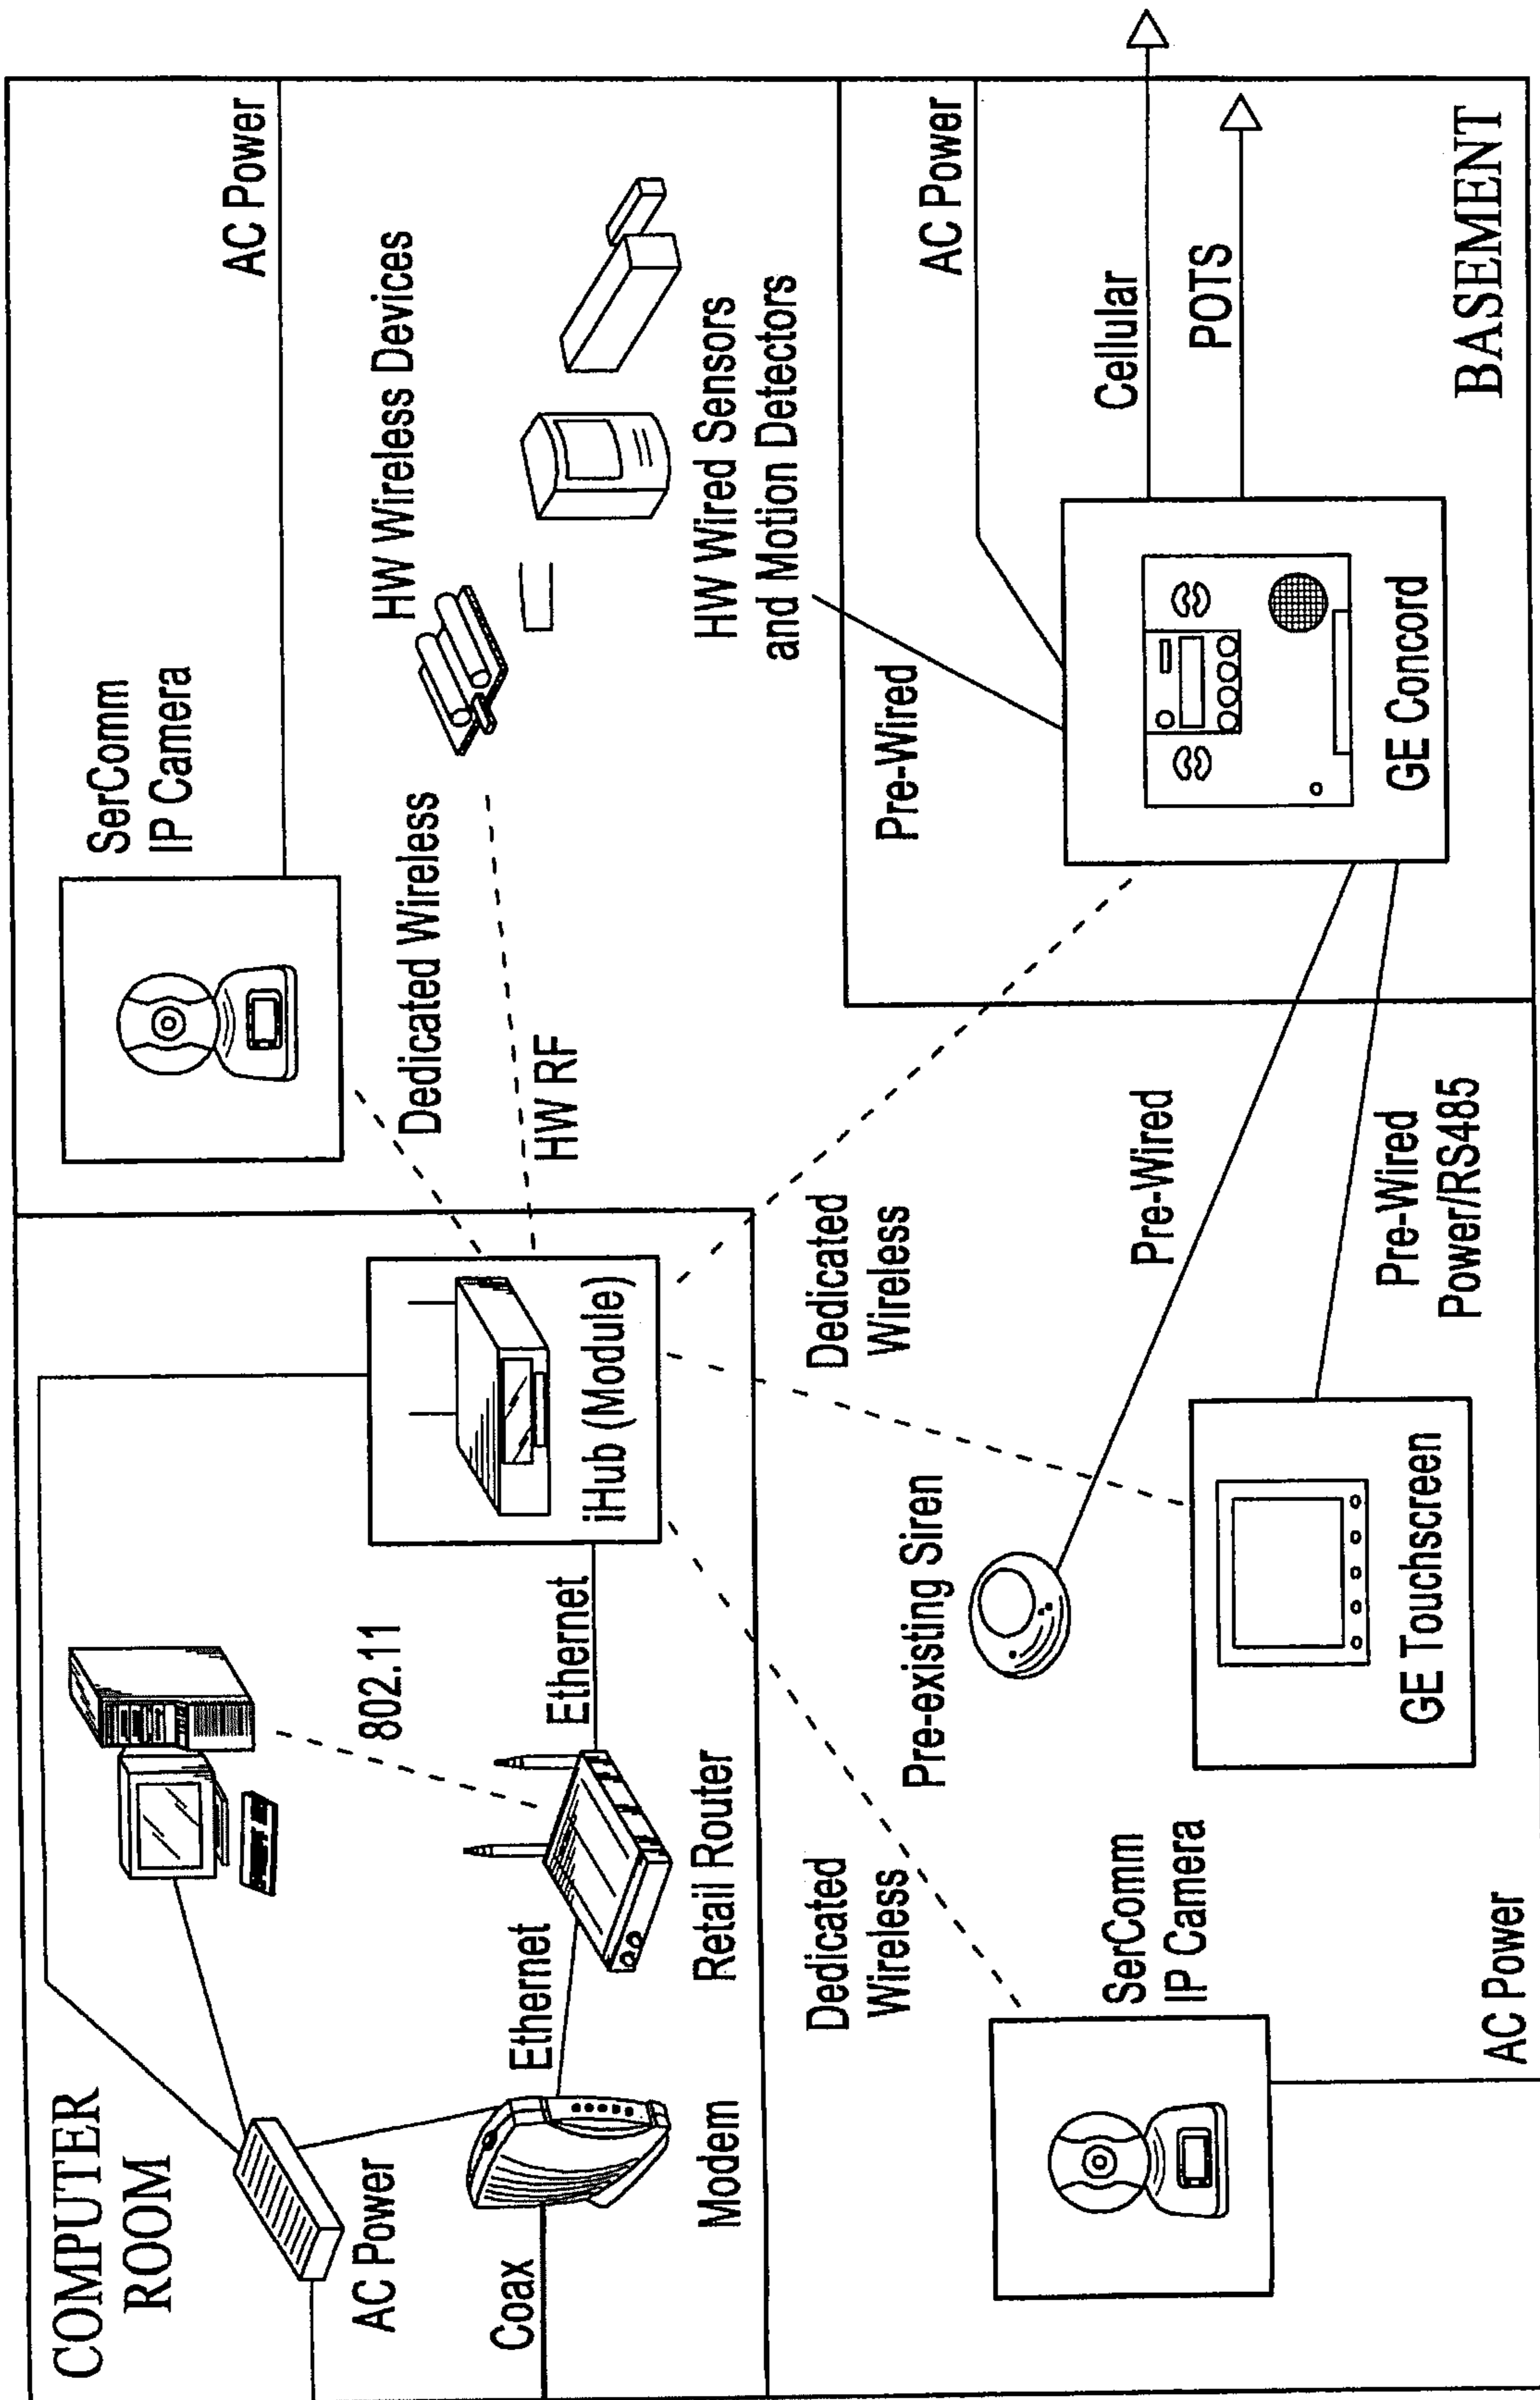 COMPUTER
ROOM
AC Power
Coax
Modem
Ethernet
Retail Router
802.11
Ethernet
iHub (Module)
SerComm
IP Camera
AC Power
Dedicated Wireless
HW RF
HW Wireless Devices
HW Wired Sensors
and Motion Detectors
Dedicated
Wireless
SerComm
IP Camera
AC Power
Pre-existing Siren
GE Touchscreen
Dedicated
Wireless
Pre-Wired
Pre-Wired
Power/RS485
Pre-Wired
AC Power
Cellular
POTS
GE Concord
BASEMENT